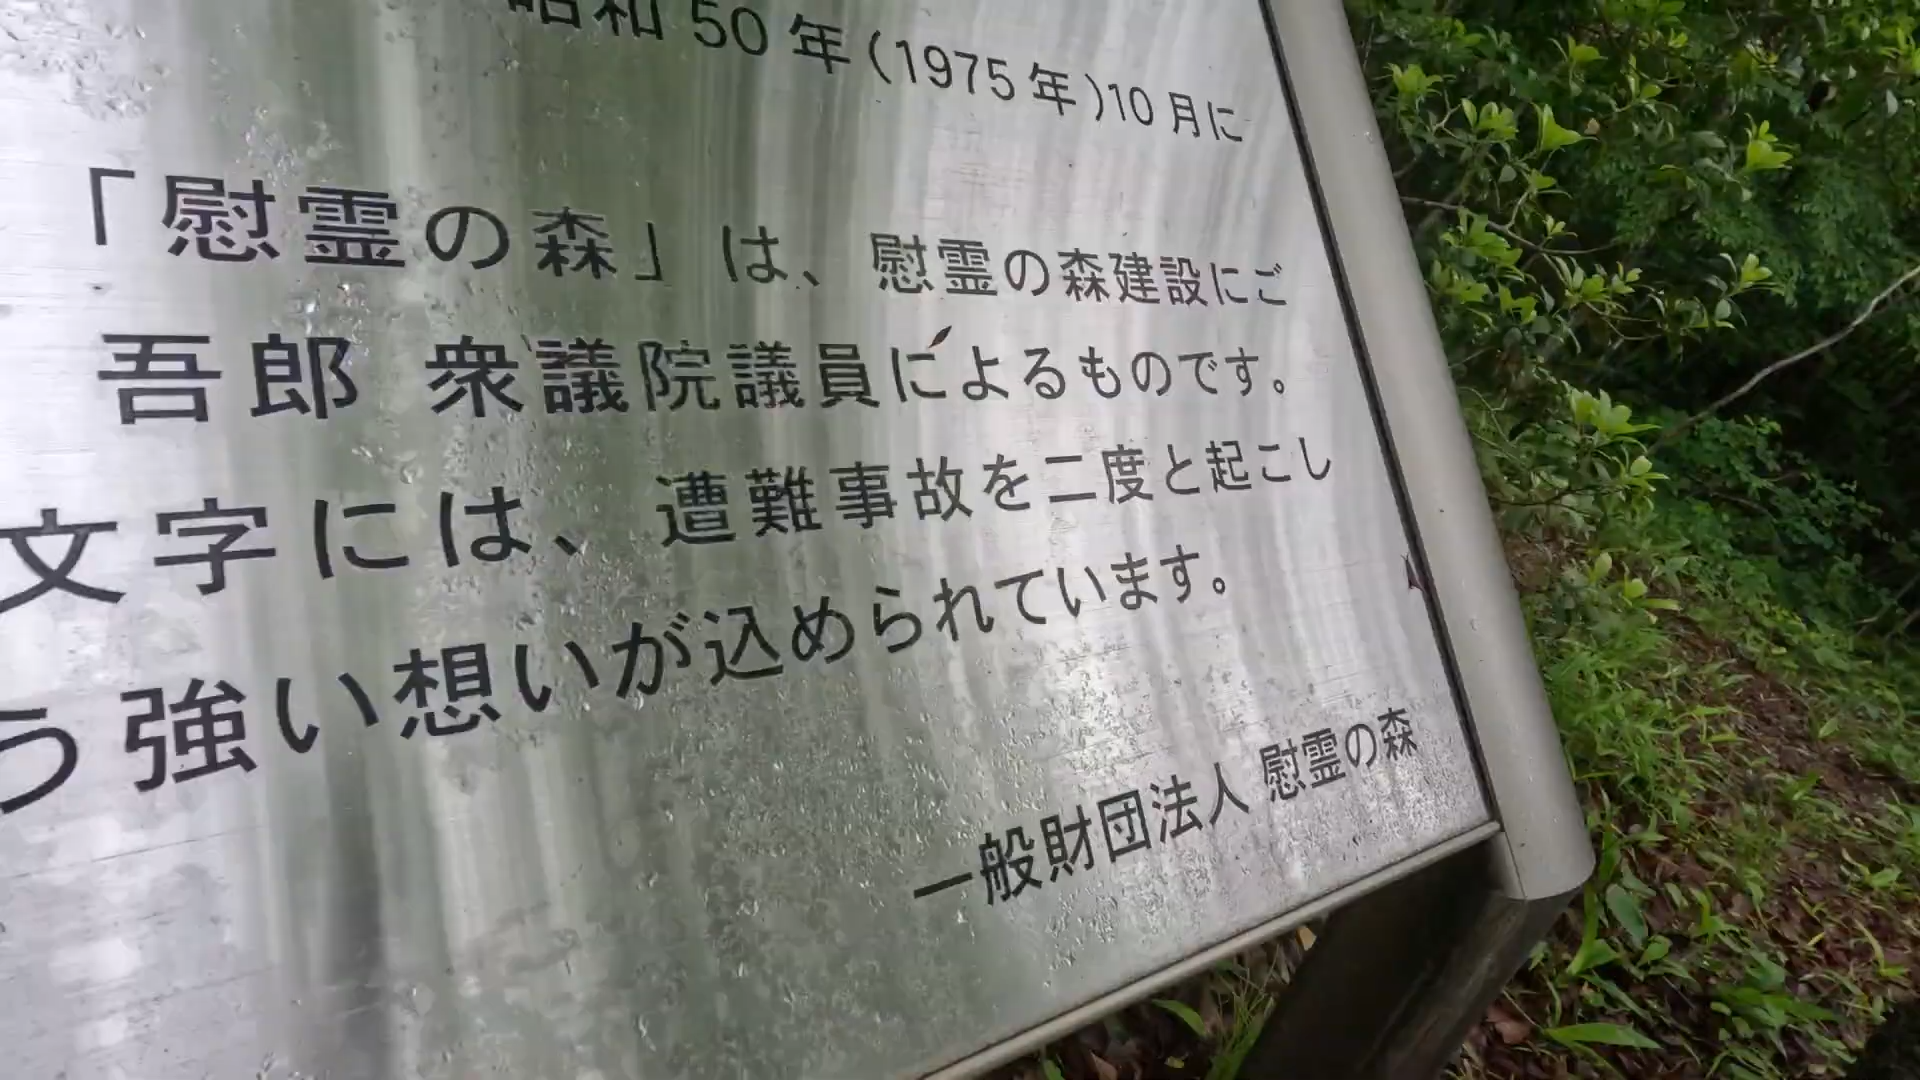 昭和50年(1975年)10月に
「慰霊の森」は、慰霊の森建設にご
吾郎 衆議院議員によるものです。
文字には、遭難事故を二度と起こし
う強い想いが込められています。
一般財団法人 慰霊の森